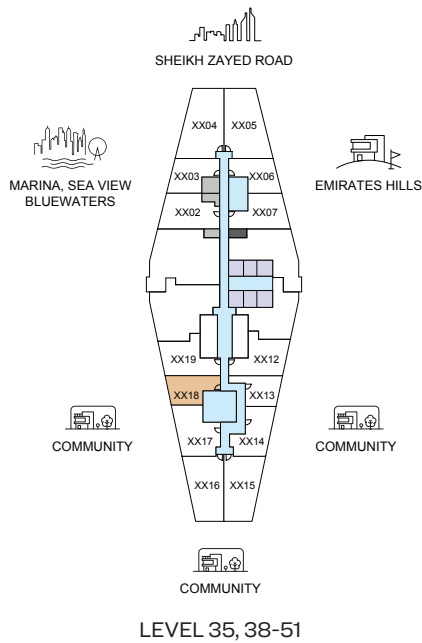 SHEIKH ZAYED ROAD
XX04 XX05
MARINA, SEA VIEW
BLUEWATERS
XX03 XX06
EMIRATES HILLS
XX02 XX07
XX19 XX12
XX18 XX13
COMMUNITY
XX17 XX14
COMMUNITY
XX16 XX15
COMMUNITY
LEVEL 35, 38-51